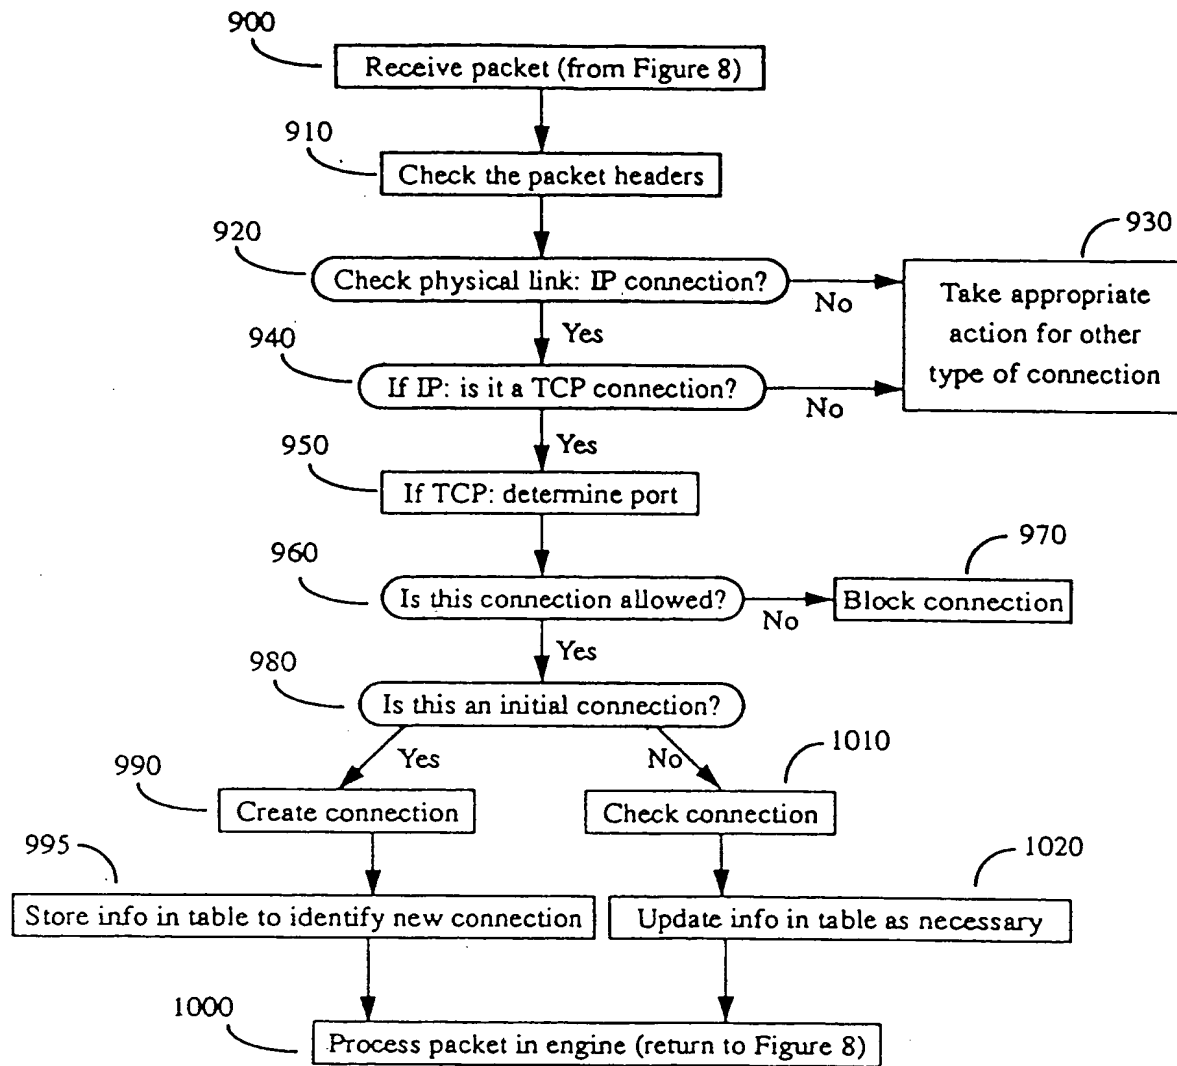 900
Receive packet (from Figure 8)
910
Check the packet headers
920
Check physical link: IP connection?
No
930
Take appropriate
action for other
type of connection
Yes
940
If IP: is it a TCP connection?
No
Yes
950
If TCP: determine port
960
Is this connection allowed?
No
970
Block connection
Yes
980
Is this an initial connection?
Yes
No
990
Create connection
1010
Check connection
995
Store info in table to identify new connection
1020
Update info in table as necessary
1000
Process packet in engine (return to Figure 8)